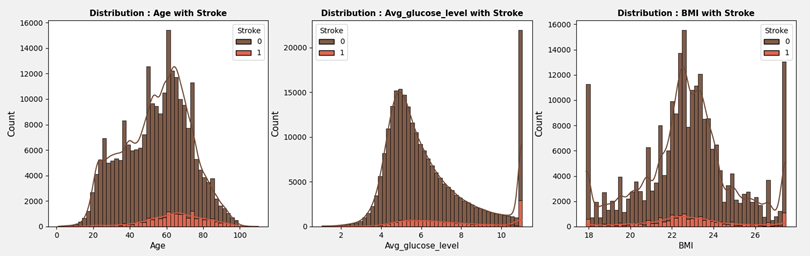 Distribution : Age with Stroke
Stroke
0
1
16000
14000
12000
10000
8000
6000
4000
2000
0
Count
0 20 40 60 80 100
Age
Distribution : Avg_glucose_level with Stroke
Stroke
0
1
20000
15000
10000
5000
0
Count
2 4 6 8 10
Avg_glucose_level
Distribution : BMI with Stroke
Stroke
0
1
16000
14000
12000
10000
8000
6000
4000
2000
0
Count
18 20 22 24 26
BMI